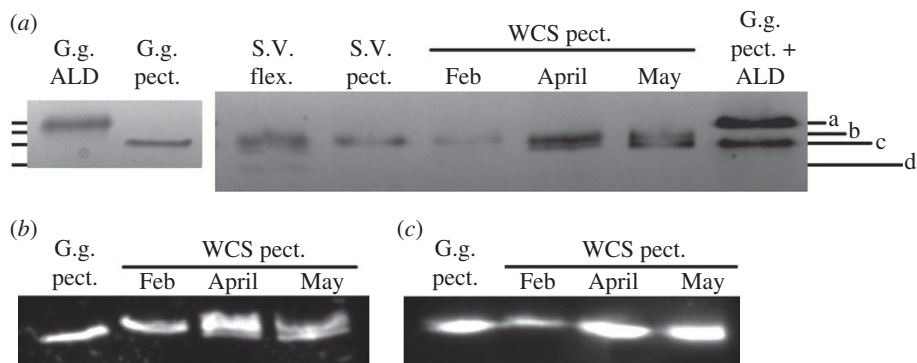 (a)
G.g. ALD
G.g. pect.
S.V. flex.
S.V. pect.
WCS pect.
Feb April May
G.g. pect. + ALD
a
b
c
d
(b)
G.g. pect.
WCS pect.
Feb April May
(c)
G.g. pect.
WCS pect.
Feb April May